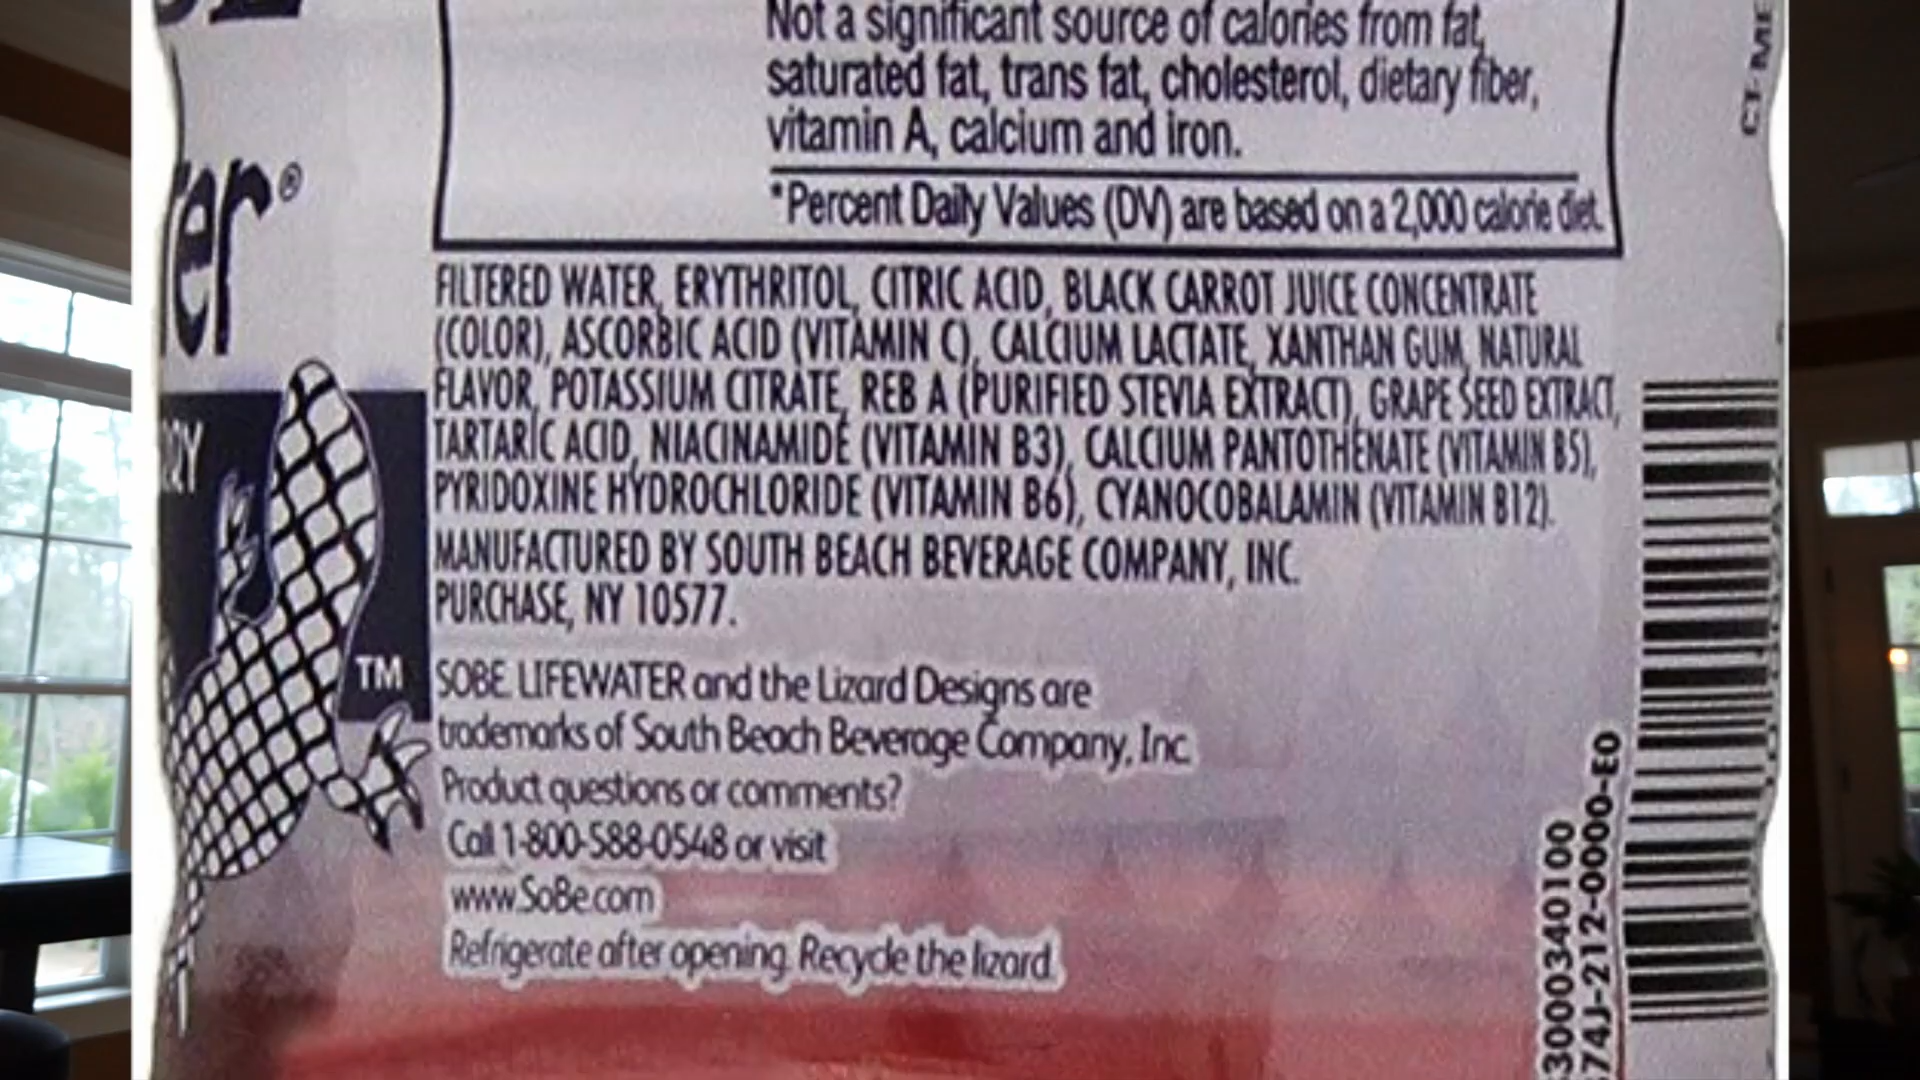 Not a significant source of calories from fat,
saturated fat, trans fat, cholesterol, dietary fiber,
vitamin A, calcium and iron.
*Percent Daily Values (DV) are based on a 2,000 calorie diet.
FILTERED WATER, ERYTHRITOL, CITRIC ACID, BLACK CARROT JUICE CONCENTRATE
(COLOR), ASCORBIC ACID (VITAMIN C), CALCIUM LACTATE, XANTHAN GUM, NATURAL
FLAVOR, POTASSIUM CITRATE, REB A (PURIFIED STEVIA EXTRACT), GRAPE SEED EXTRACT,
TARTARIC ACID, NIACINAMIDE (VITAMIN B3), CALCIUM PANTOTHENATE (VITAMIN B5),
PYRIDOXINE HYDROCHLORIDE (VITAMIN B6), CYANOCOBALAMIN (VITAMIN B12).
MANUFACTURED BY SOUTH BEACH BEVERAGE COMPANY, INC.
PURCHASE, NY 10577.
SOBE LIFEWATER and the Lizard Designs are
trademarks of South Beach Beverage Company, Inc.
Product questions or comments?
Call 1-800-588-0548 or visit
www.SoBe.com
Refrigerate after opening. Recycle the lizard.
er®
RY
TM
CT-ME
300034010​0
74J-212-0000-E0